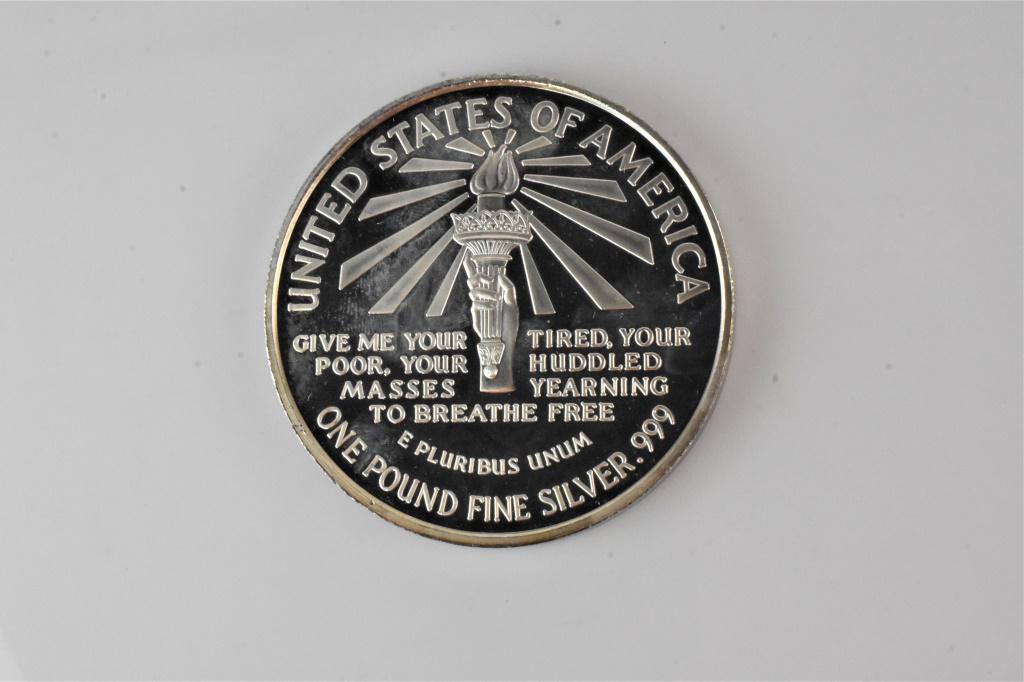 UNITED STATES OF AMERICA
GIVE ME YOUR TIRED, YOUR
POOR, YOUR HUDDLED
MASSES YEARNING
TO BREATHE FREE
E PLURIBUS UNUM
ONE POUND FINE SILVER .999